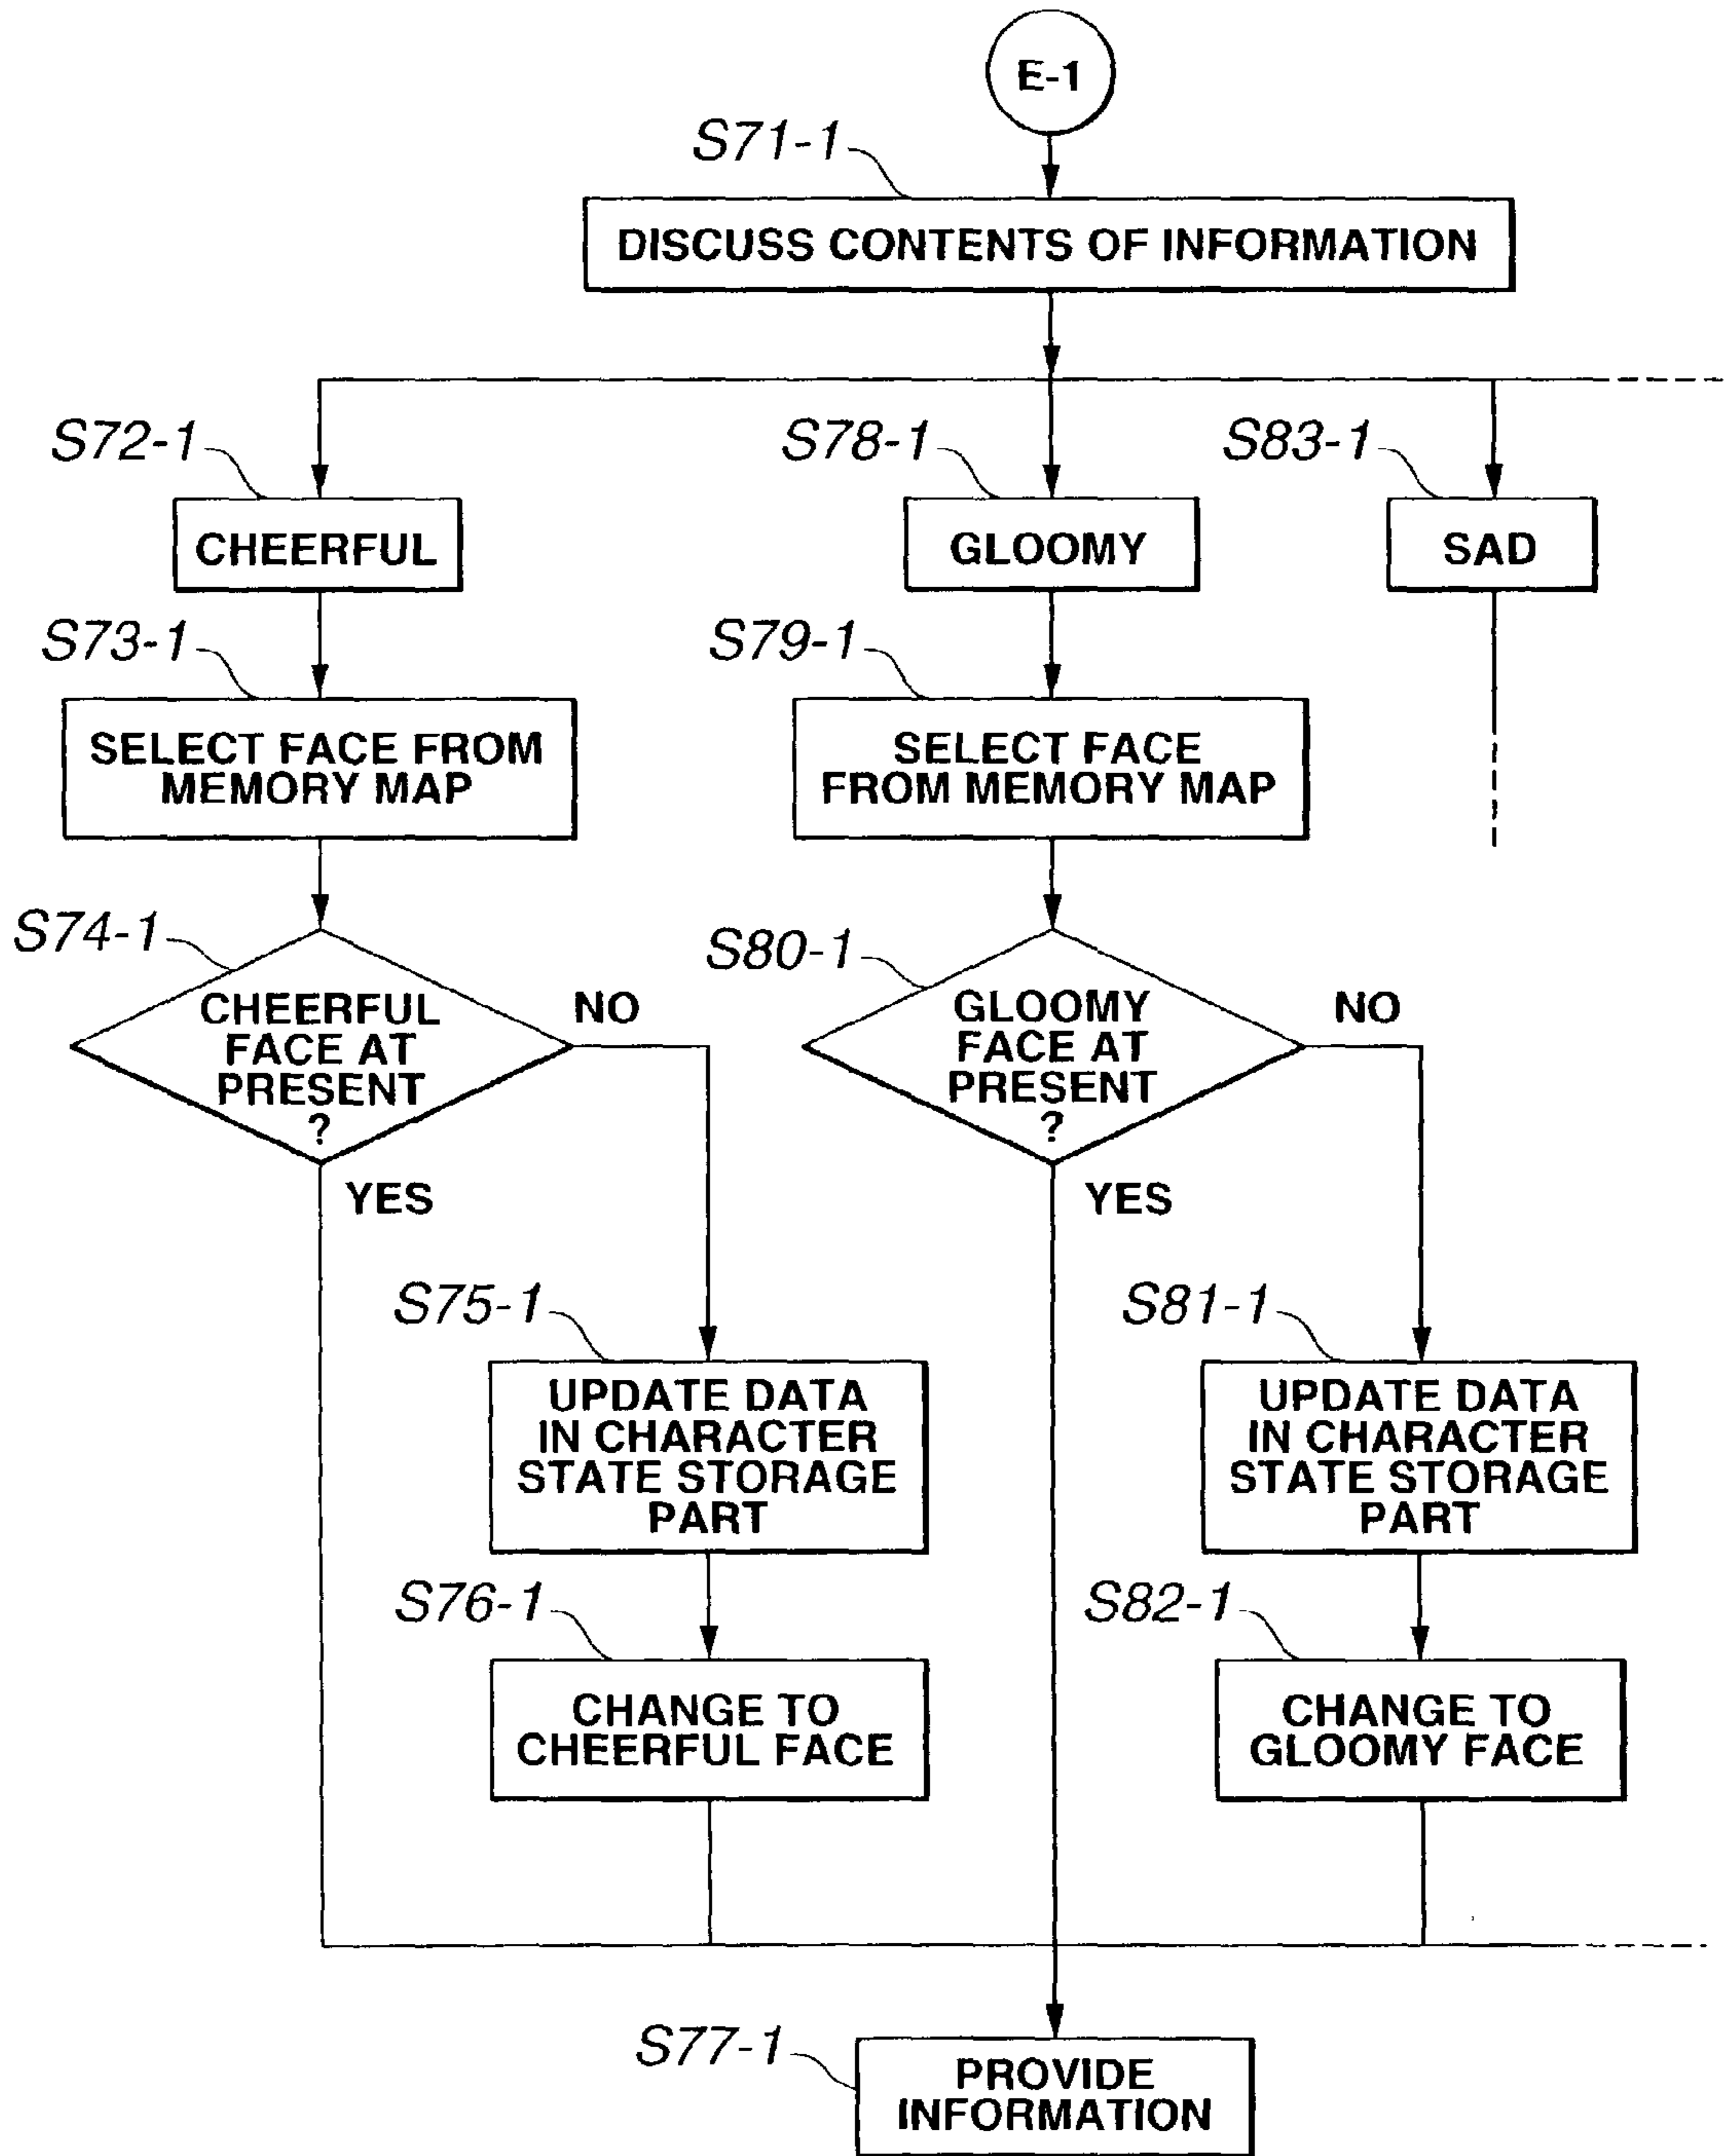 E-1
S71-1
DISCUSS CONTENTS OF INFORMATION
S72-1
S78-1
S83-1
CHEERFUL
GLOOMY
SAD
S73-1
S79-1
SELECT FACE FROM
MEMORY MAP
SELECT FACE
FROM MEMORY MAP
S74-1
S80-1
CHEERFUL
FACE AT
PRESENT
?
NO
YES
GLOOMY
FACE AT
PRESENT
?
NO
YES
S75-1
S81-1
UPDATE DATA
IN CHARACTER
STATE STORAGE
PART
UPDATE DATA
IN CHARACTER
STATE STORAGE
PART
S76-1
S82-1
CHANGE TO
CHEERFUL FACE
CHANGE TO
GLOOMY FACE
S77-1
PROVIDE
INFORMATION